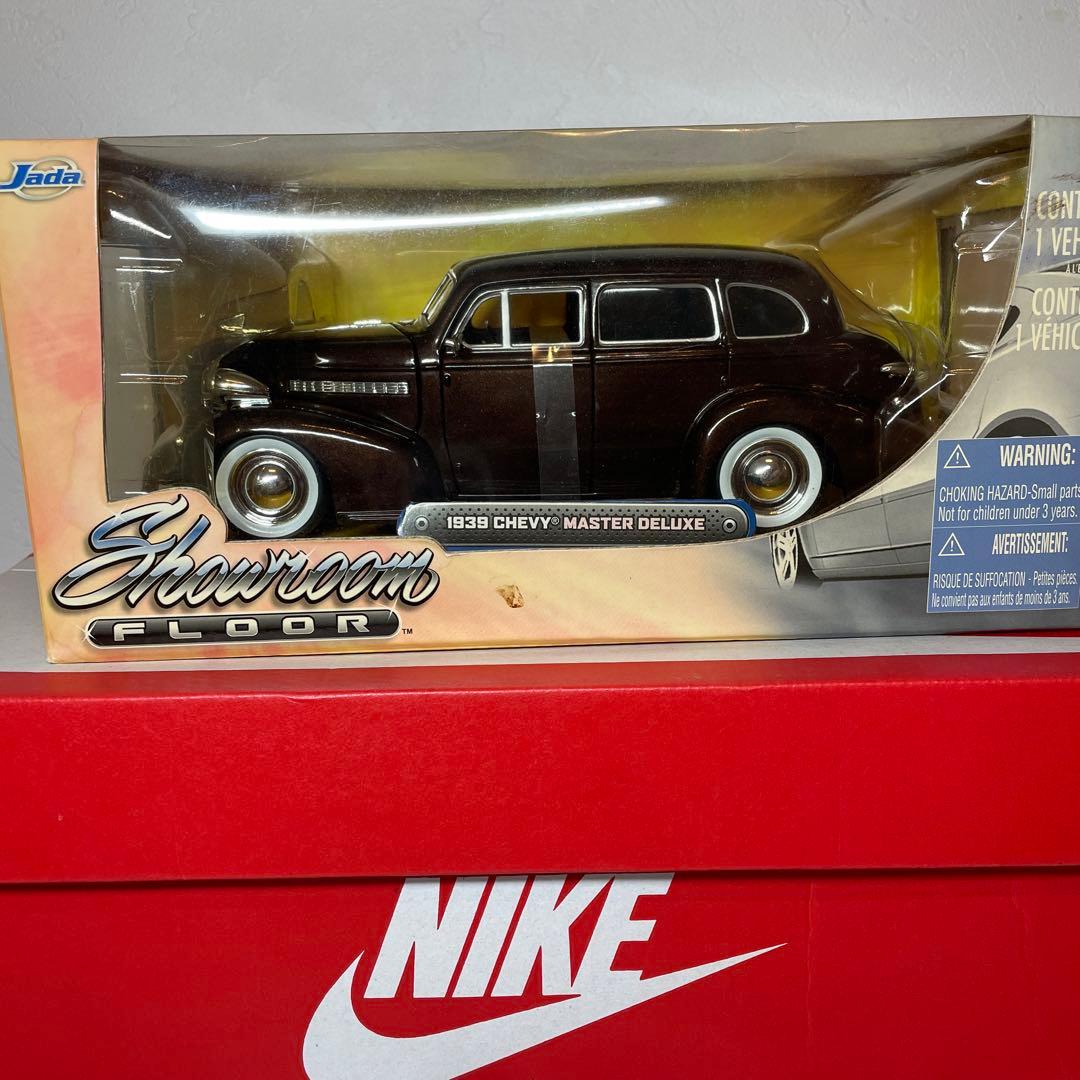 Jada
CONT
1 VEH
CONT
1 VÉHIC
1939 CHEVY® MASTER DELUXE
Showroom
FLOOR™
WARNING:
CHOKING HAZARD-Small parts
Not for children under 3 years.
AVERTISSEMENT:
RISQUE DE SUFFOCATION - Petites pièces.
Ne convient pas aux enfants de moins de 3 ans.
NIKE